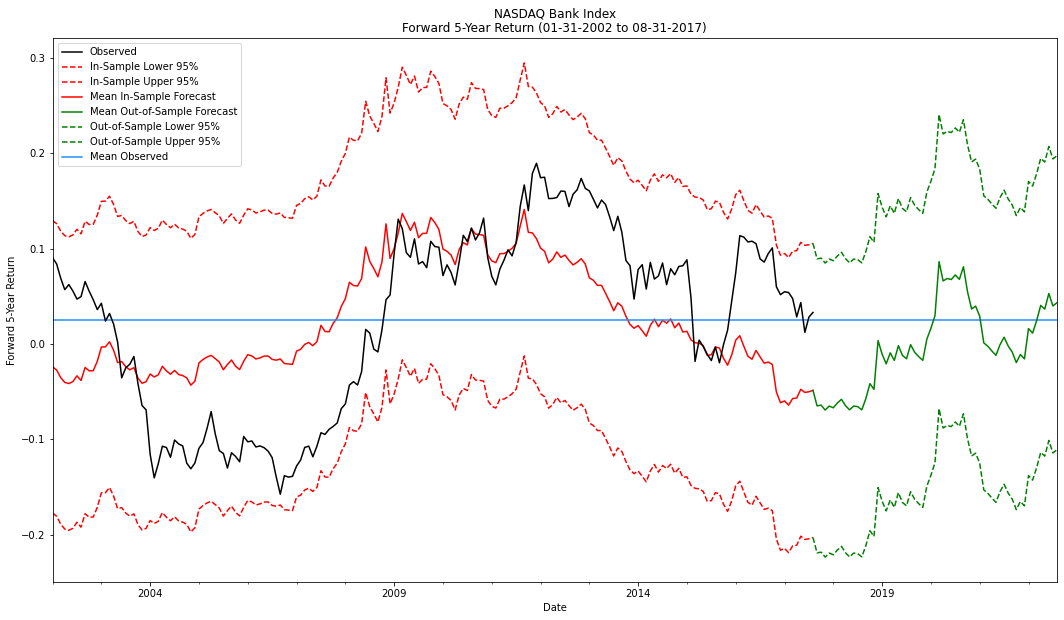 NASDAQ Bank Index
Forward 5-Year Return (01-31-2002 to 08-31-2017)
Observed
In-Sample Lower 95%
In-Sample Upper 95%
Mean In-Sample Forecast
Mean Out-of-Sample Forecast
Out-of-Sample Lower 95%
Out-of-Sample Upper 95%
Mean Observed
Forward 5-Year Return
0.3
0.2
0.1
0.0
−0.1
−0.2
2004
2009
2014
2019
Date